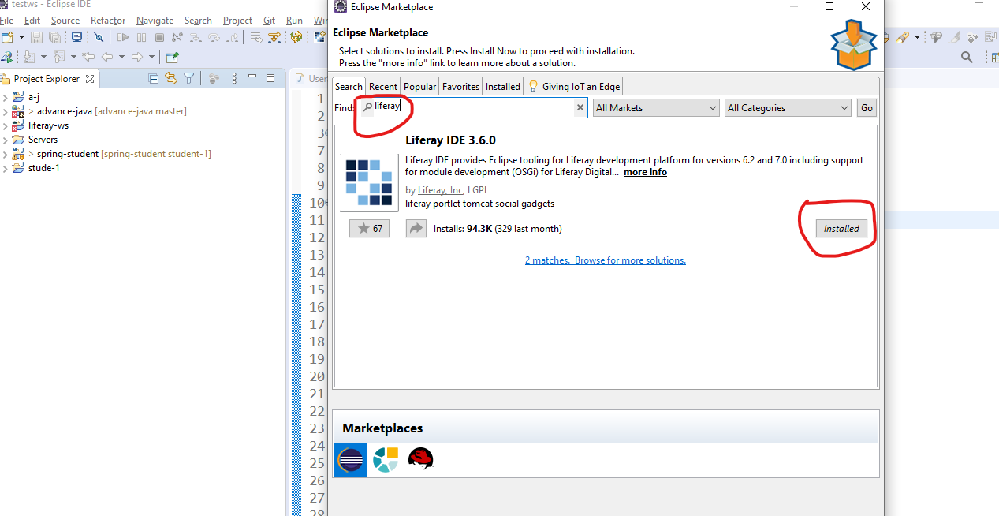 testws - Eclipse IDE
File Edit Source Refactor Navigate Search Project Git Run
Project Explorer
a-j
> advance-java [advance-java master]
liferay-ws
Servers
> spring-student [spring-student student-1]
stude-1
User
1
2
3
7
8
9
10
11
12
13
14
15
16
17
18
19
20
21
22
23
24
25
26
27
28
Eclipse Marketplace
Eclipse Marketplace
Select solutions to install. Press Install Now to proceed with installation.
Press the "more info" link to learn more about a solution.
Search Recent Popular Favorites Installed Giving IoT an Edge
Find: liferay All Markets All Categories Go
Liferay IDE 3.6.0
Liferay IDE provides Eclipse tooling for Liferay development platform for versions 6.2 and 7.0 including support
for module development (OSGi) for Liferay Digital... more info
by Liferay, Inc, LGPL
liferay portlet tomcat social gadgets
67 Installs: 94.3K (329 last month) Installed
2 matches. Browse for more solutions.
Marketplaces